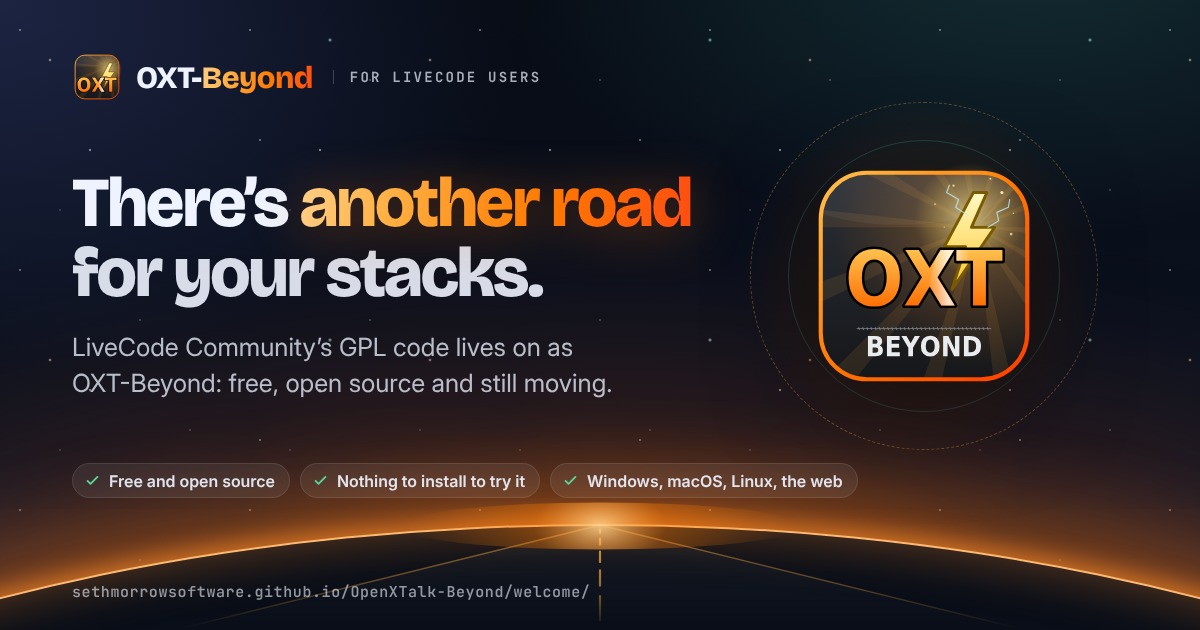 OXT
OXT-Beyond
FOR LIVECODE USERS
There's another road
for your stacks.
LiveCode Community's GPL code lives on as
OXT-Beyond: free, open source and still moving.
OXT
BEYOND
Free and open source
Nothing to install to try it
Windows, macOS, Linux, the web
sethmorrowsoftware.github.io/OpenXTalk-Beyond/welcome/